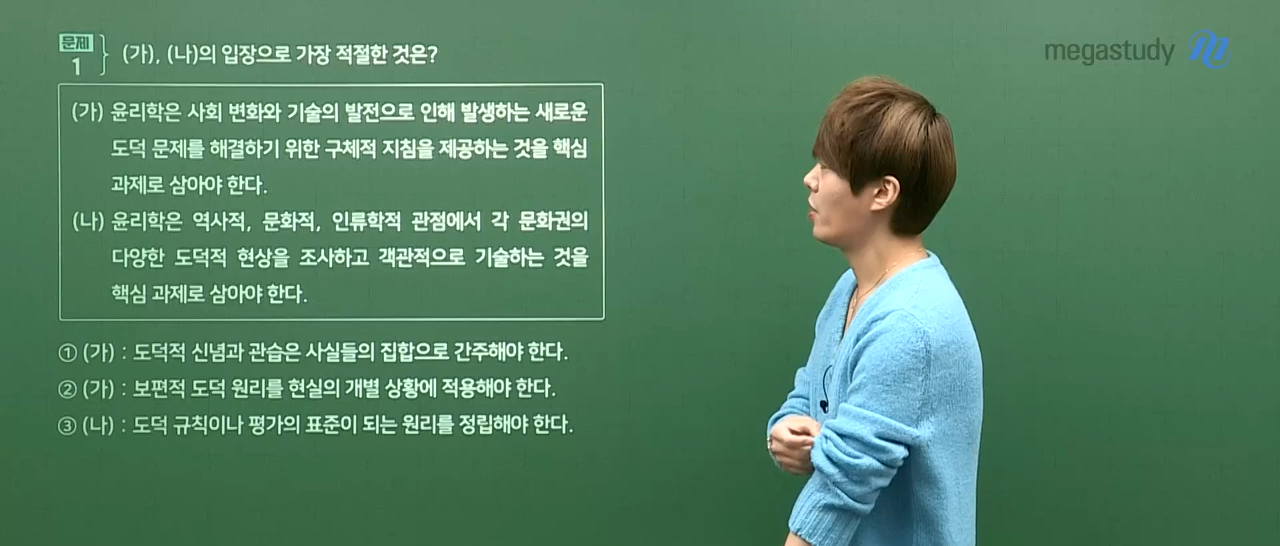 문제
1
(가), (나)의 입장으로 가장 적절한 것은?
megastudy
(가) 윤리학은 사회 변화와 기술의 발전으로 인해 발생하는 새로운
도덕 문제를 해결하기 위한 구체적 지침을 제공하는 것을 핵심
과제로 삼아야 한다.
(나) 윤리학은 역사적, 문화적, 인류학적 관점에서 각 문화권의
다양한 도덕적 현상을 조사하고 객관적으로 기술하는 것을
핵심 과제로 삼아야 한다.
① (가) : 도덕적 신념과 관습은 사실들의 집합으로 간주해야 한다.
② (가) : 보편적 도덕 원리를 현실의 개별 상황에 적용해야 한다.
③ (나) : 도덕 규칙이나 평가의 표준이 되는 원리를 정립해야 한다.